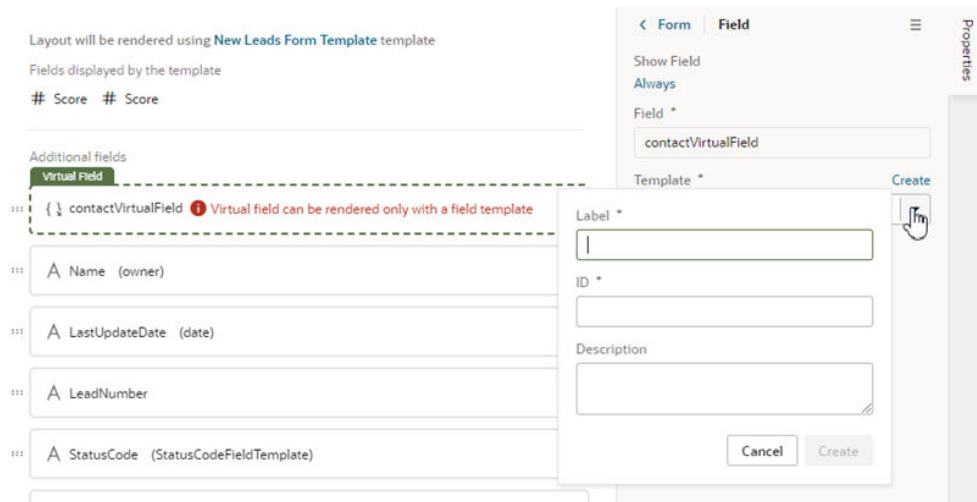 Layout will be rendered using New Leads Form Template template
Fields displayed by the template
# Score # Score
Additional fields
Virtual Field
contactVirtualField Virtual field can be rendered only with a field template
A Name (owner)
A LastUpdateDate (date)
A LeadNumber
A StatusCode (StatusCodeFieldTemplate)
< Form Field
Properties
Show Field
Always
Field *
contactVirtualField
Template * Create
Label *
ID *
Description
Cancel Create